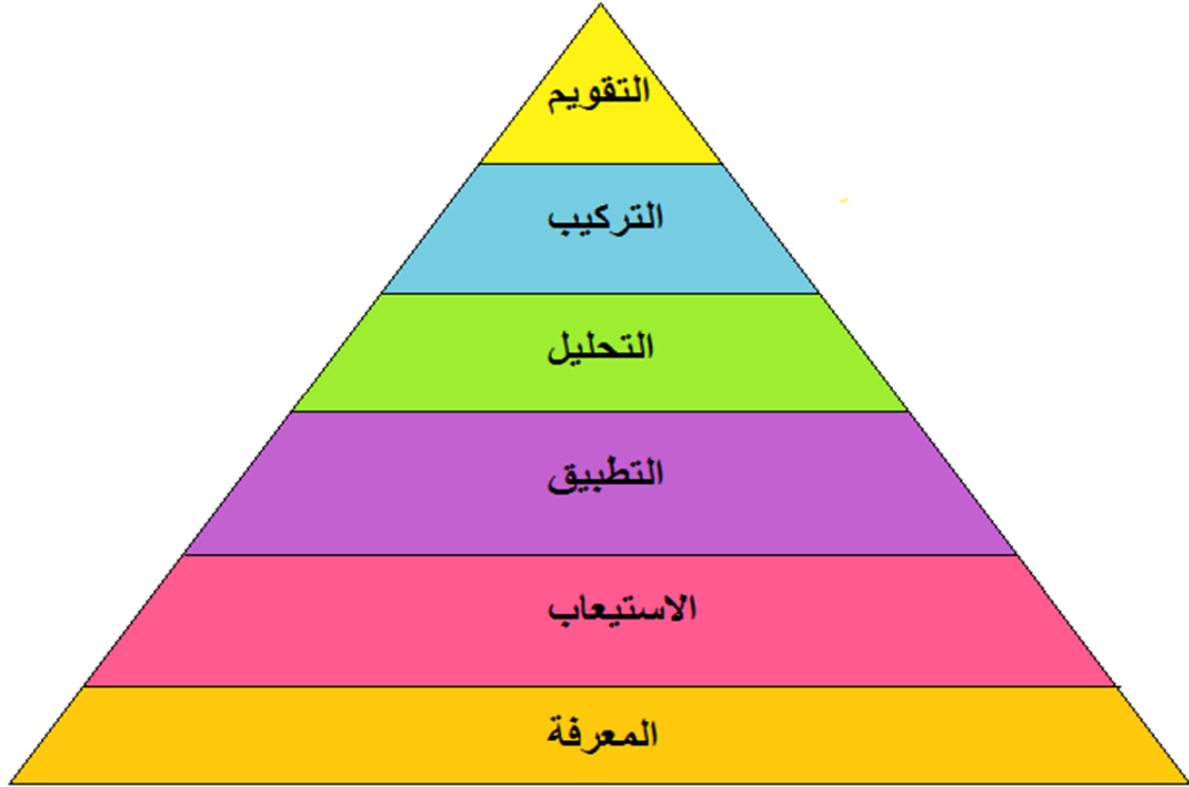 التقويم
التركيب
التحليل
التطبيق
الاستيعاب
المعرفة